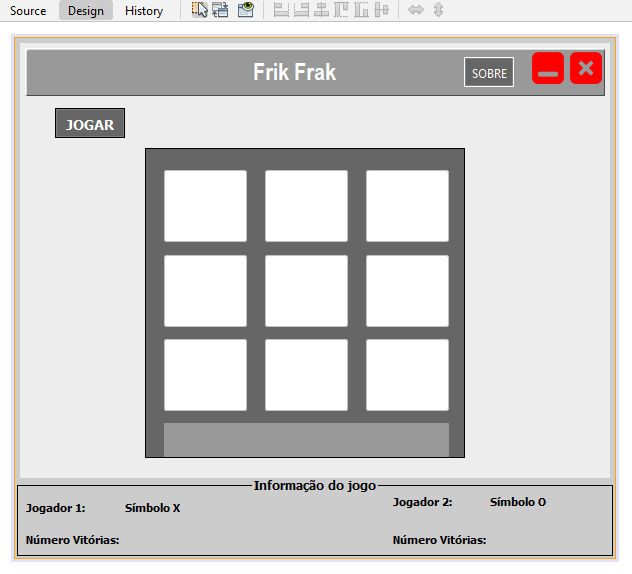 Source Design History
Frik Frak
SOBRE
JOGAR
Informação do jogo
Jogador 1: Símbolo X
Jogador 2: Símbolo O
Número Vitórias:
Número Vitórias: